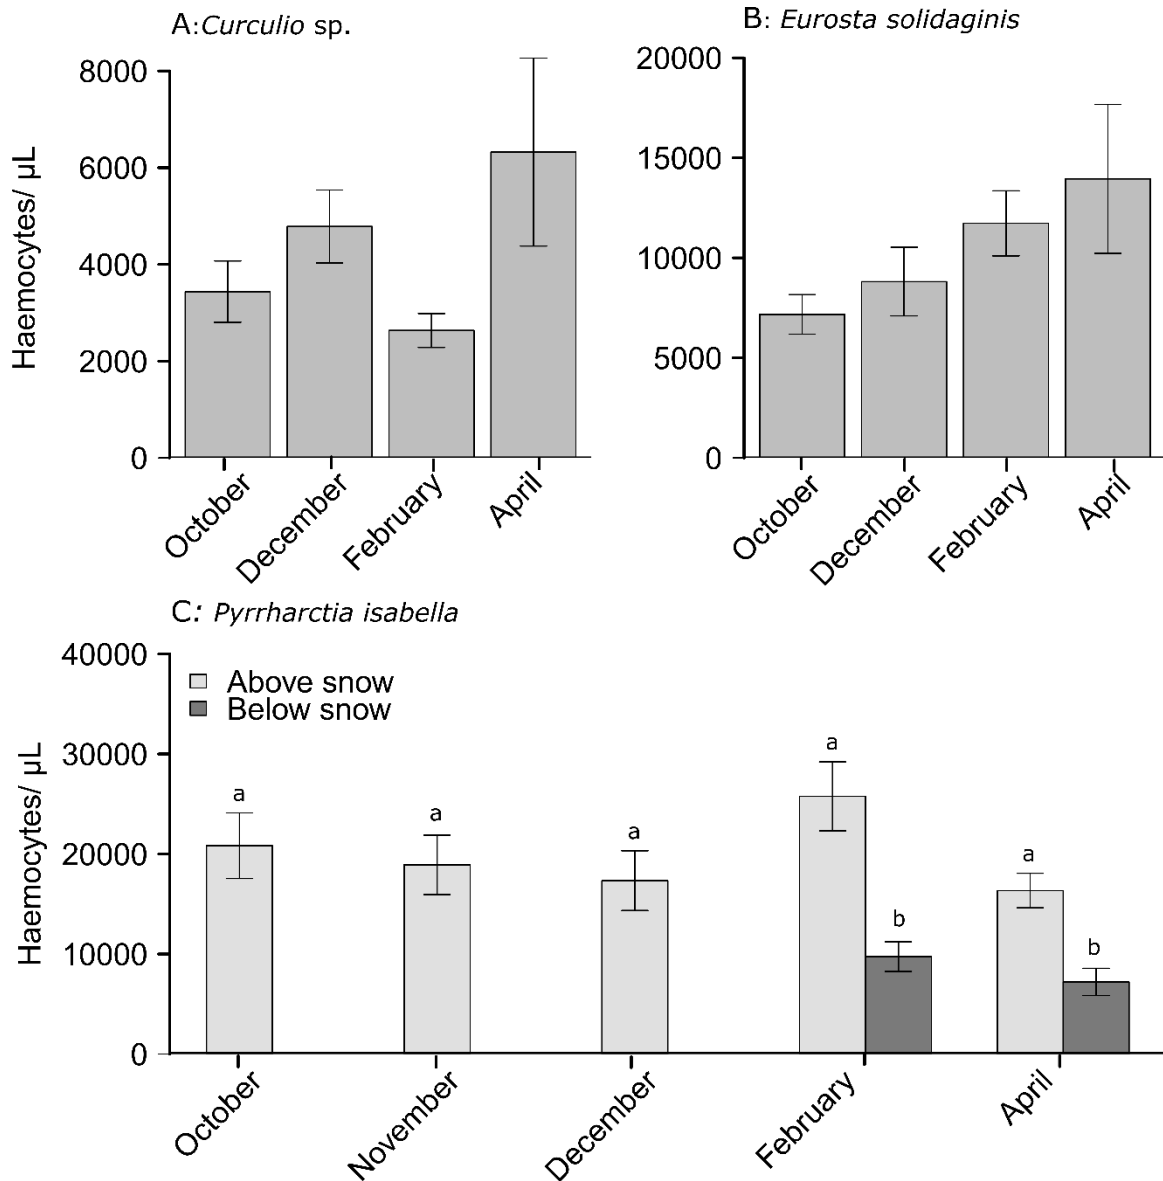 A:Curculio sp.
Haemocytes/ µL
8000
6000
4000
2000
0
October
December
February
April
B: Eurosta solidaginis
20000
15000
10000
5000
0
October
December
February
April
C: Pyrrharctia isabella
Haemocytes/ µL
40000
30000
20000
10000
0
Above snow
Below snow
a
a
a
a
b
a
b
October
November
December
February
April